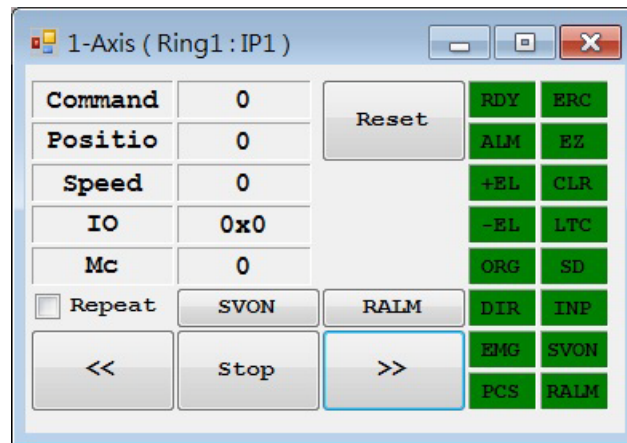 1-Axis ( Ring1 : IP1 )
Command 0 Reset RDY ERC
Positio 0 ALM EZ
Speed 0 +EL CLR
IO 0x0 -EL LTC
Mc 0 ORG SD
Repeat SVON RALM DIR INP
<< Stop >> EMG SVON
PCS RALM